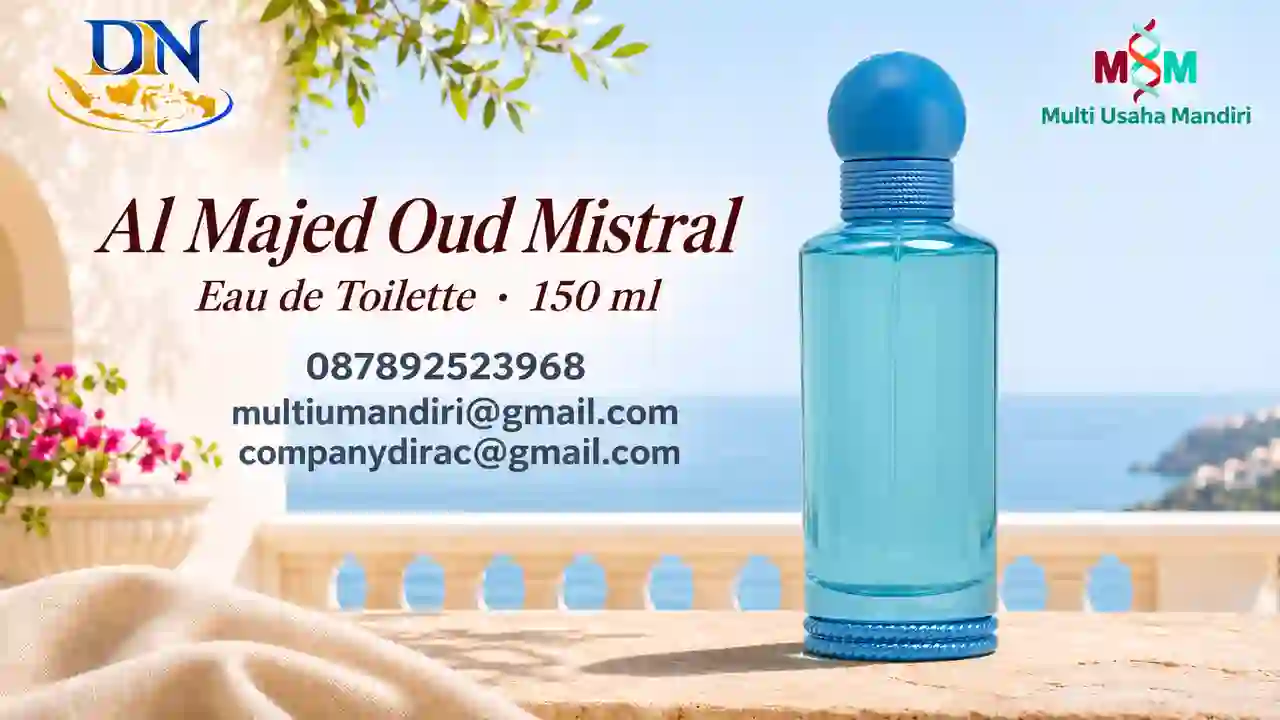 DN
MSM
Multi Usaha Mandiri
Al Majed Oud Mistral
Eau de Toilette · 150 ml
087892523968
multiumandiri@gmail.com
companydirac@gmail.com